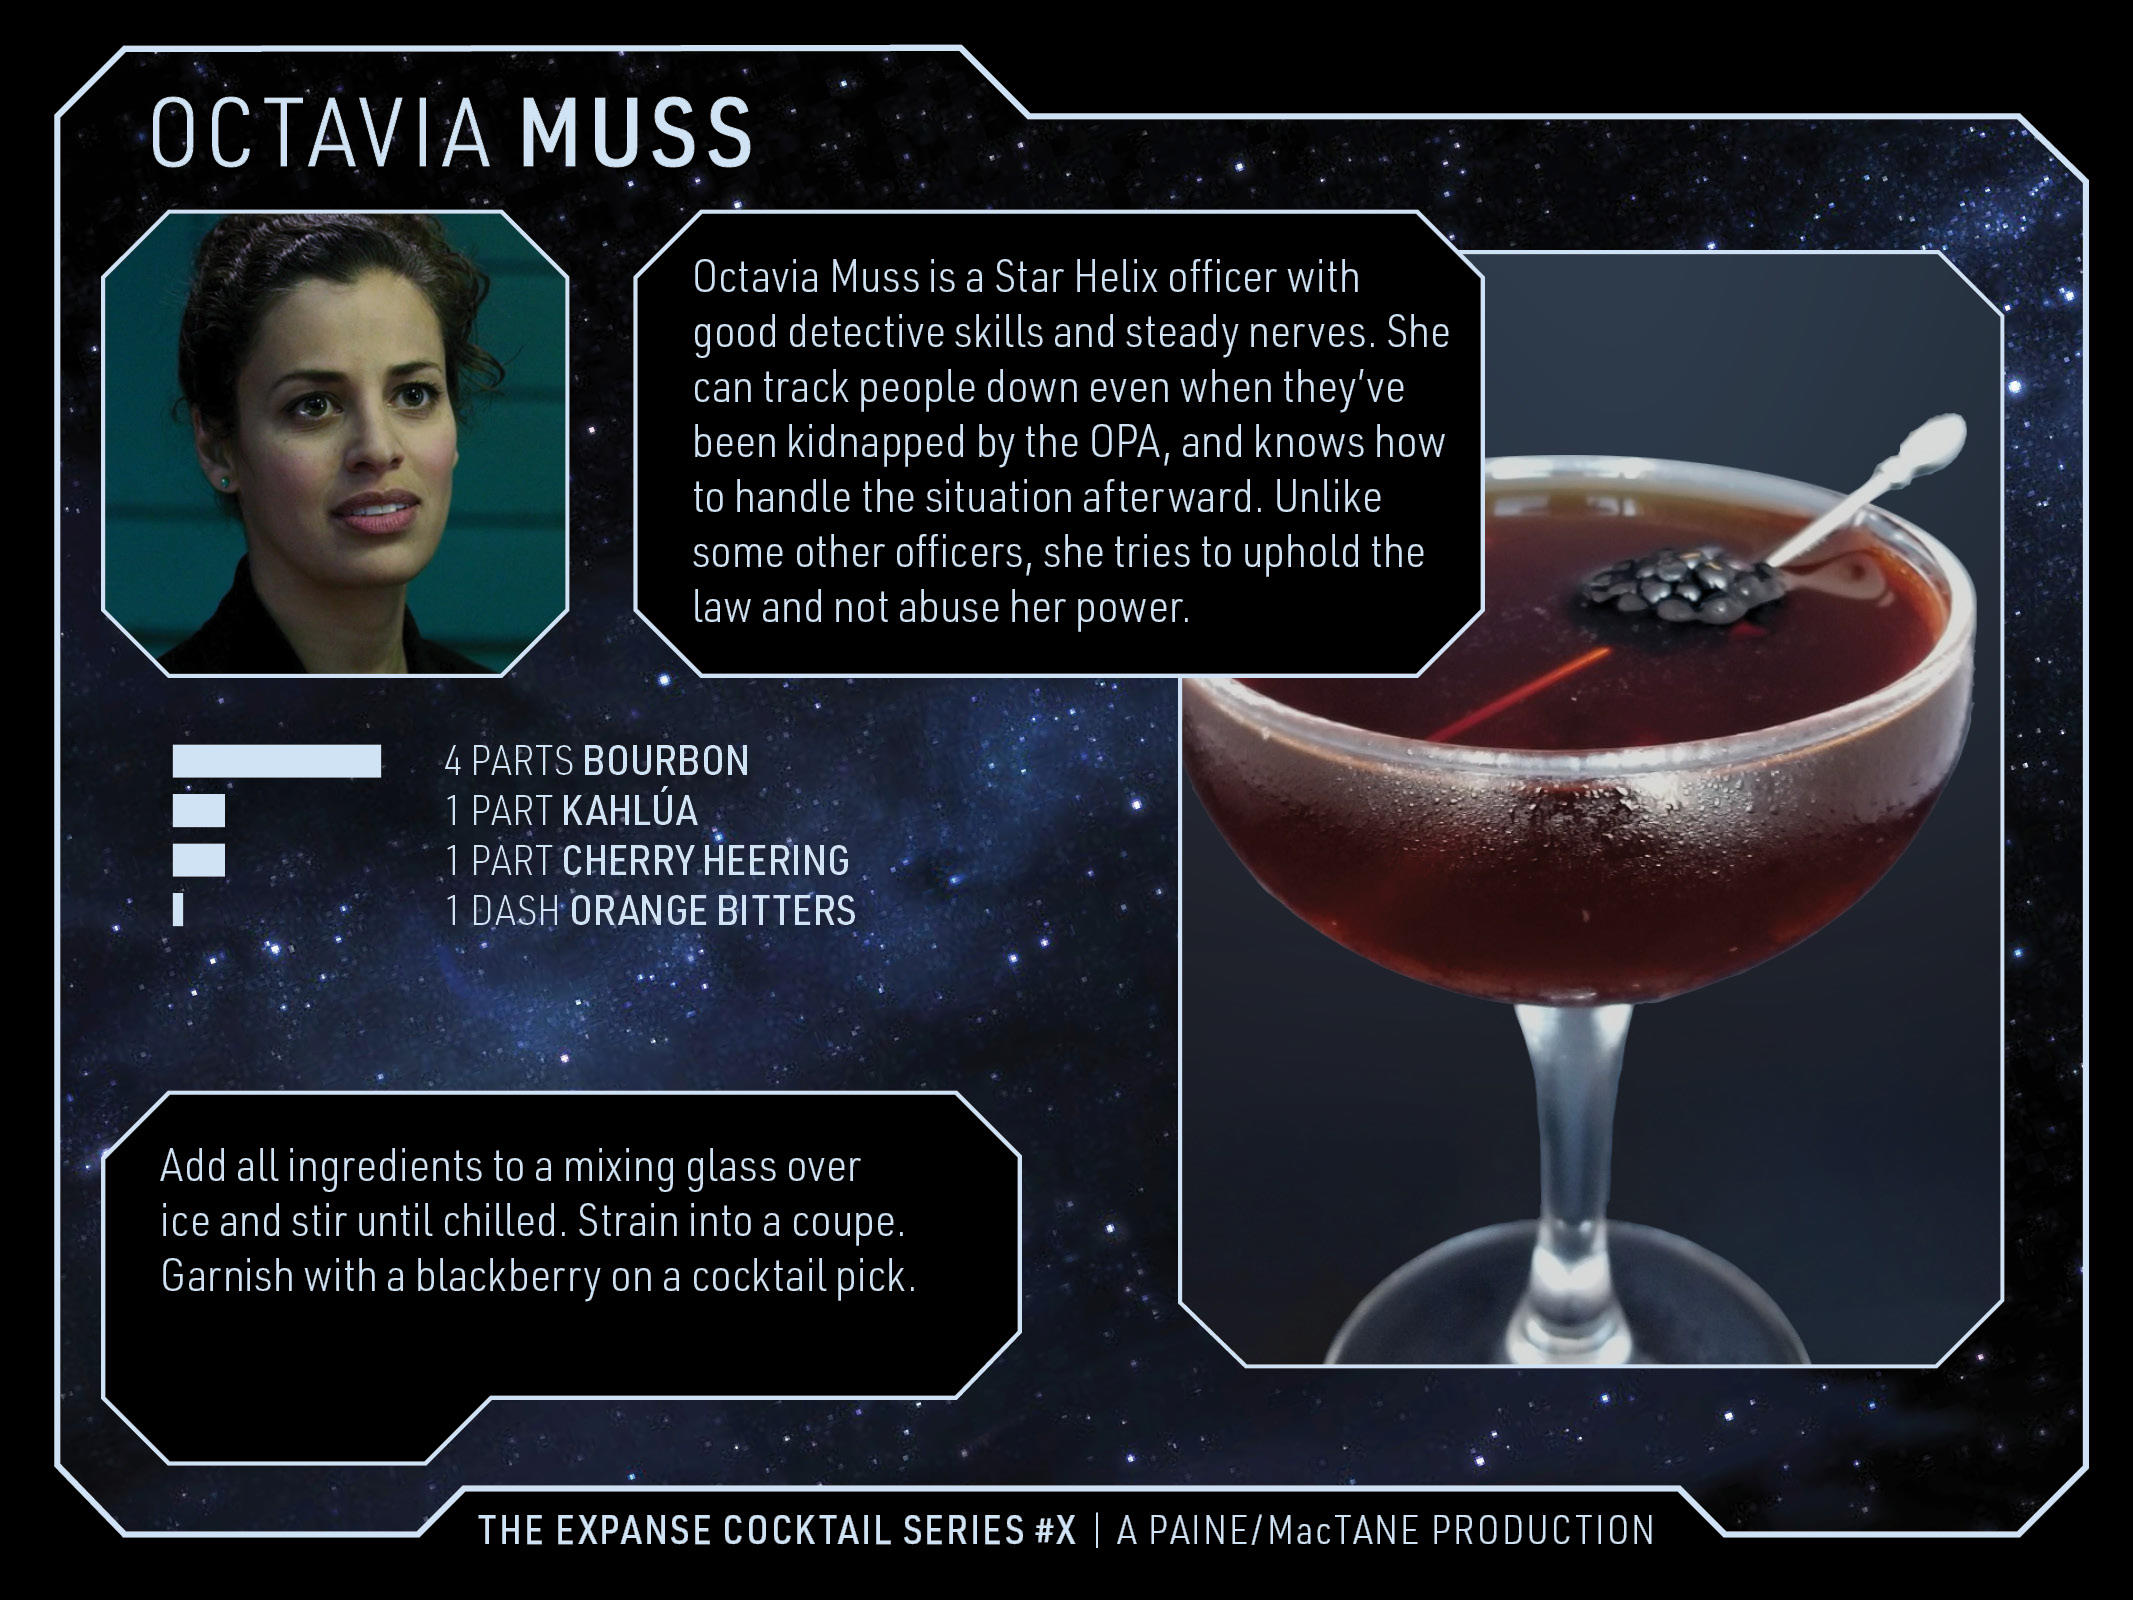 OCTAVIA MUSS
Octavia Muss is a Star Helix officer with
good detective skills and steady nerves. She
can track people down even when they’ve
been kidnapped by the OPA, and knows how
to handle the situation afterward. Unlike
some other officers, she tries to uphold the
law and not abuse her power.
4 PARTS BOURBON
1 PART KAHLÚA
1 PART CHERRY HEERING
1 DASH ORANGE BITTERS
Add all ingredients to a mixing glass over
ice and stir until chilled. Strain into a coupe.
Garnish with a blackberry on a cocktail pick.
THE EXPANSE COCKTAIL SERIES #X | A PAINE/MacTANE PRODUCTION